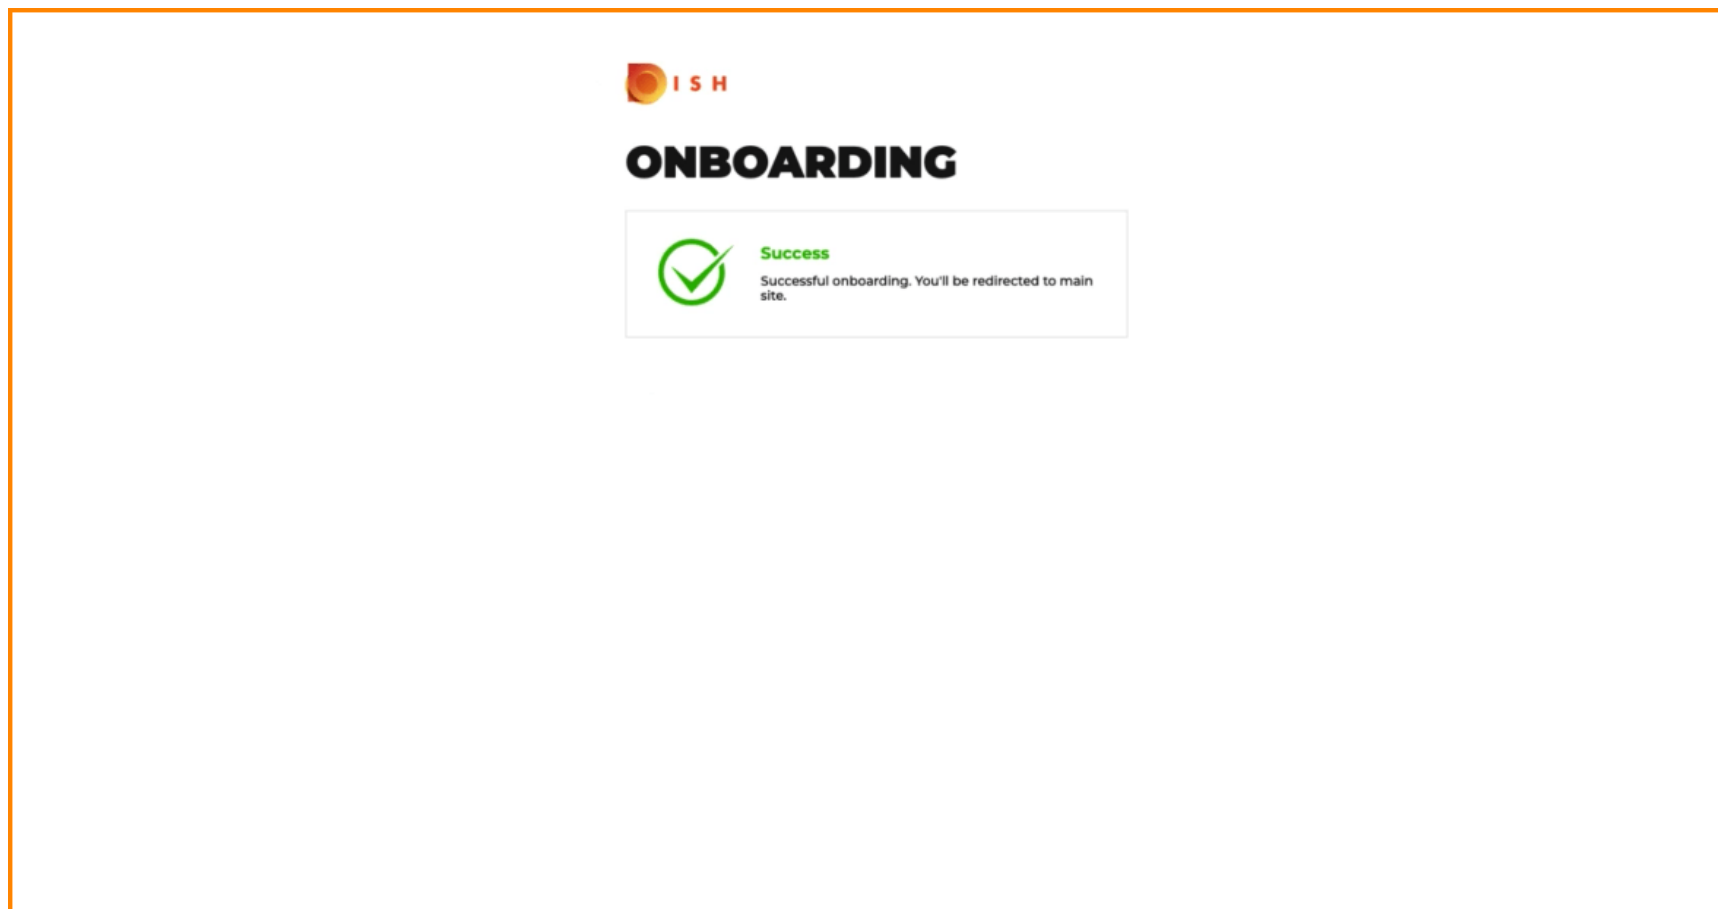 DISH
ONBOARDING
Success
Successful onboarding. You'll be redirected to main
site.